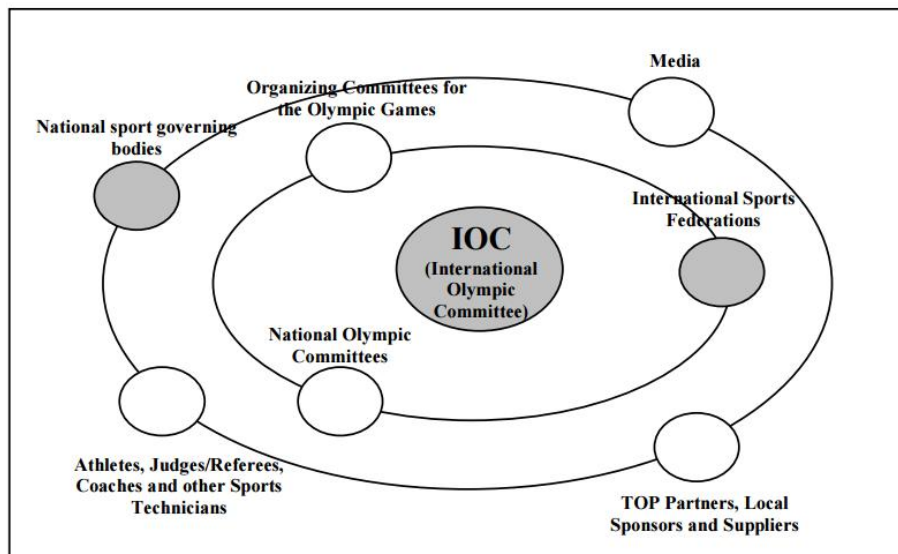 Media
Organizing Committees for
the Olympic Games
National sport governing
bodies
International Sports
Federations
IOC
(International
Olympic
Committee)
National Olympic
Committees
Athletes, Judges/Referees,
Coaches and other Sports
Technicians
TOP Partners, Local
Sponsors and Suppliers